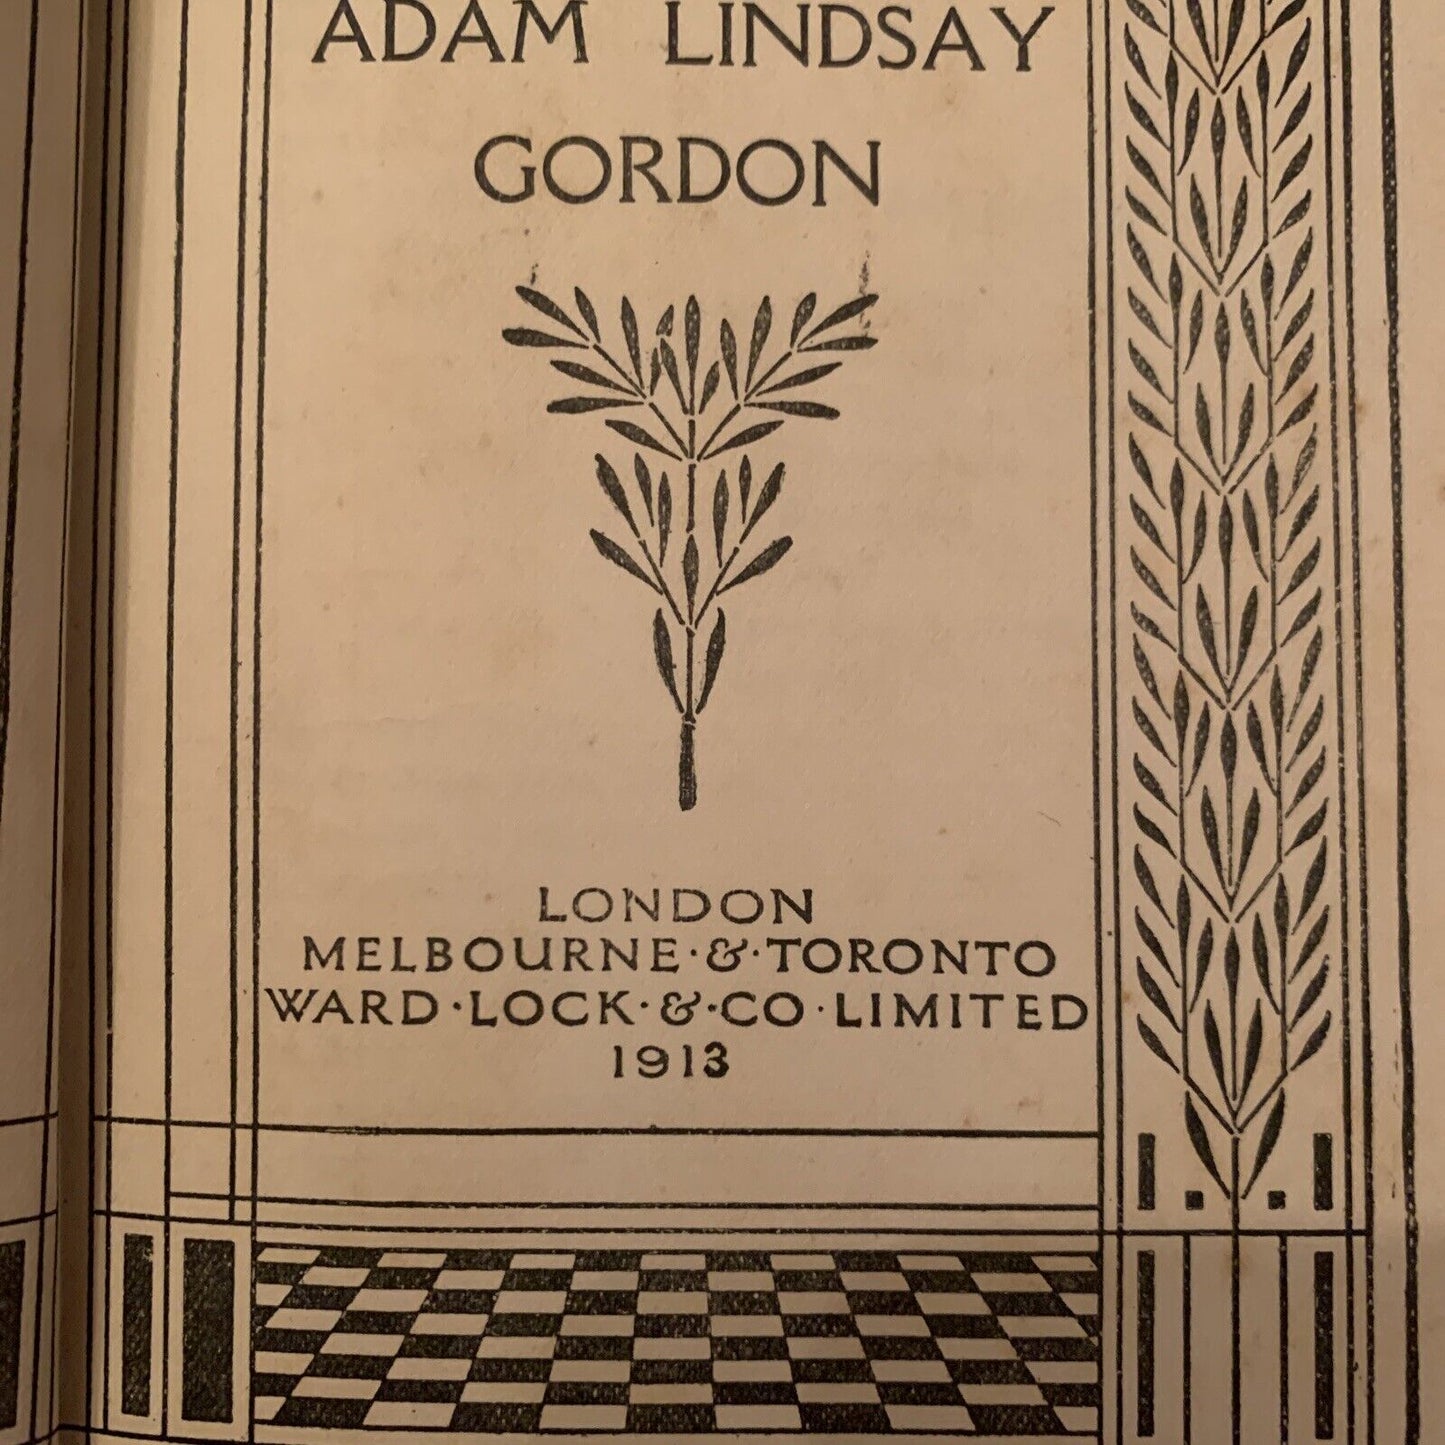 ADAM LINDSAY
GORDON
LONDON
MELBOURNE·&·TORONTO
WARD·LOCK·&·CO·LIMITED
1913